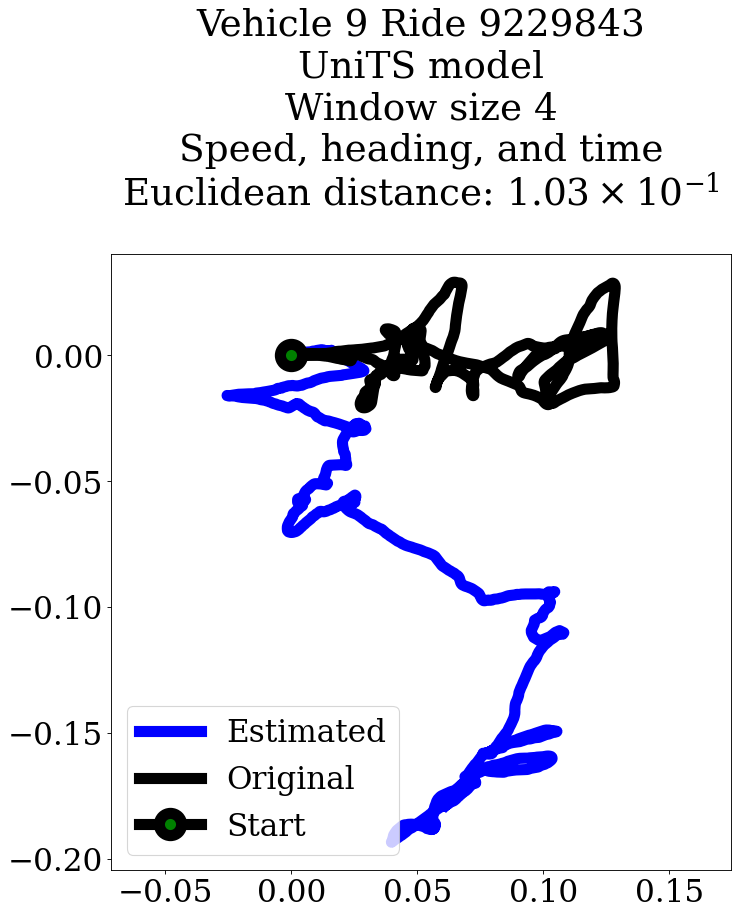 Vehicle 9 Ride 9229843
UniTS model
Window size 4
Speed, heading, and time
Euclidean distance: 1.03 × 10⁻¹
0.00
−0.05
−0.10
−0.15
−0.20
Estimated
Original
Start
−0.05 0.00 0.05 0.10 0.15